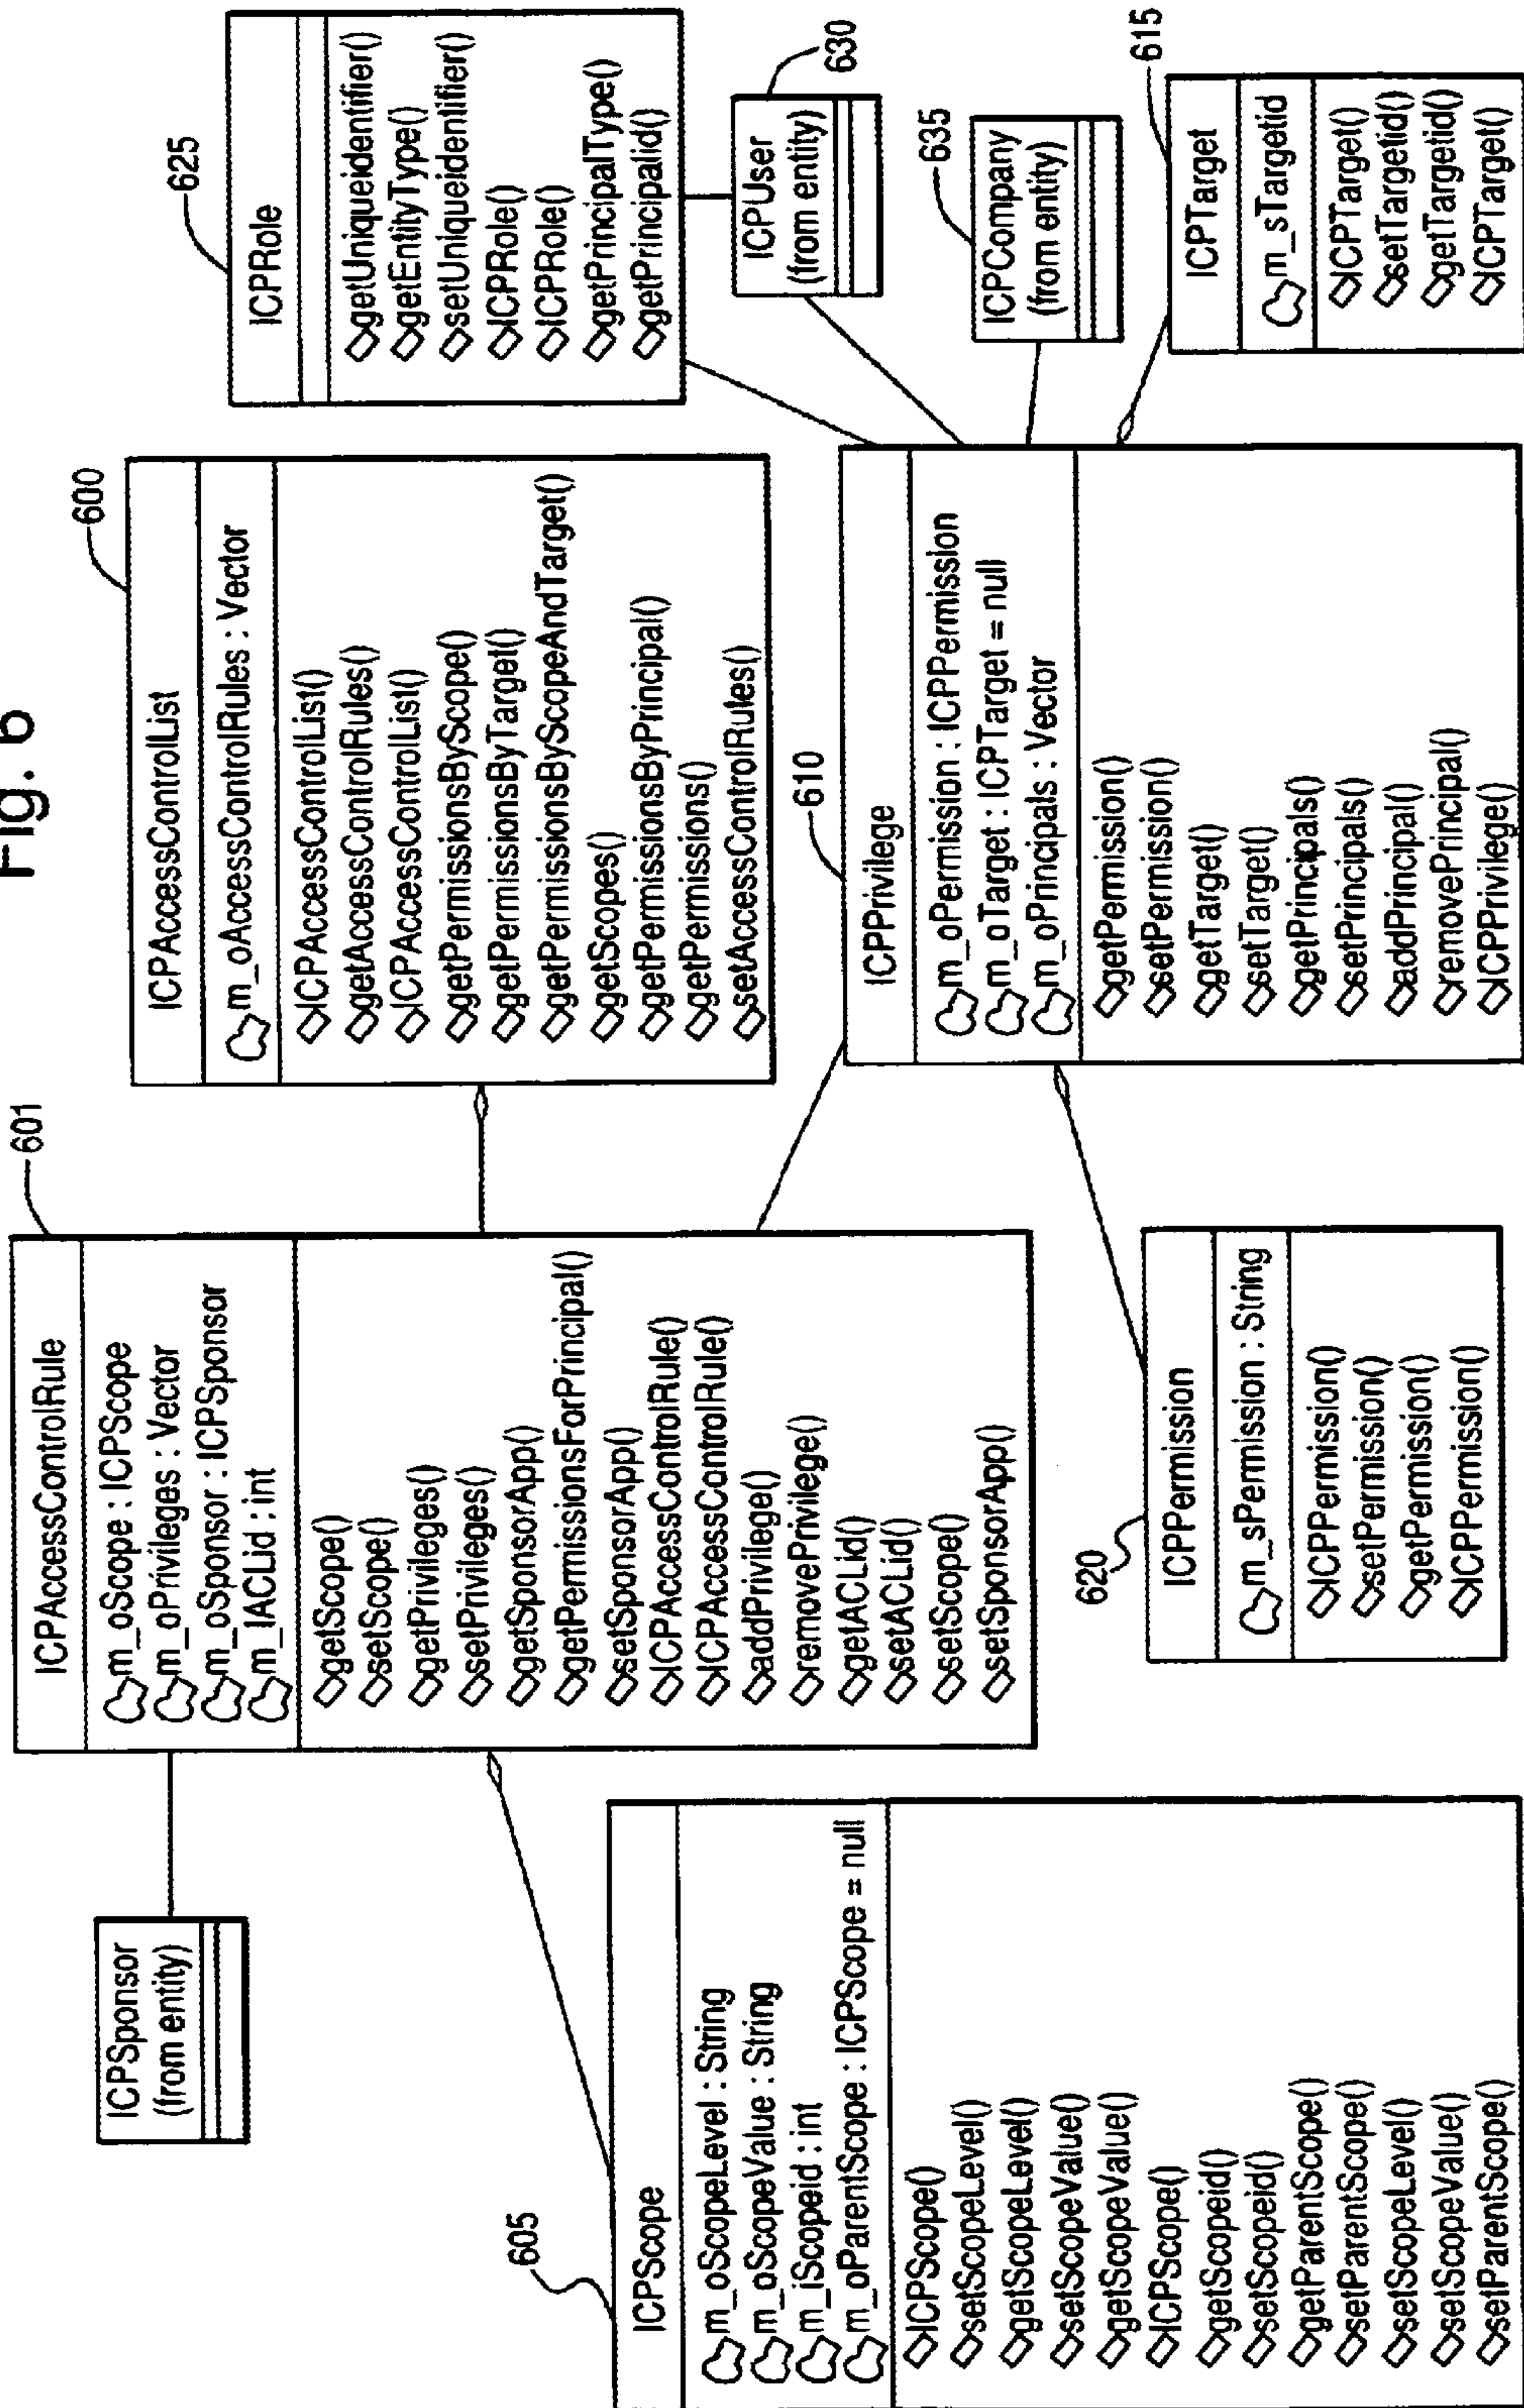 Fig. 6
ICPSponsor
(from entity)
601
ICPAccessControlRule
m_oScope : ICPScope
m_oPrivileges : Vector
m_oSponsor : ICPSponsor
m_lACLid : int
getScope()
setScope()
getPrivileges()
setPrivileges()
getSponsorApp()
getPermissionsForPrincipal()
setSponsorApp()
ICPAccessControlRule()
ICPAccessControlRule()
addPrivilege()
removePrivilege()
getACLid()
setACLid()
setScope()
setSponsorApp()
600
ICPAccessControlList
m_oAccessControlRules : Vector
ICPAccessControlList()
getAccessControlRules()
ICPAccessControlList()
getPermissionsByScope()
getPermissionsByTarget()
getPermissionsByScopeAndTarget()
getScopes()
getPermissionsByPrincipal()
getPermissions()
setAccessControlRules()
625
ICPRole
getUniqueidentifier()
getEntityType()
setUniqueidentifier()
ICPRole()
ICPRole()
getPrincipalType()
getPrincipalid()
605
ICPScope
m_oScopeLevel : String
m_oScopeValue : String
m_iScopeid : int
m_oParentScope : ICPScope = null
ICPScope()
setScopeLevel()
getScopeLevel()
setScopeValue()
getScopeValue()
ICPScope()
getScopeid()
setScopeid()
getParentScope()
setParentScope()
setScopeLevel()
setScopeValue()
setParentScope()
620
ICPPermission
m_sPermission : String
ICPPermission()
setPermission()
getPermission()
ICPPermission()
610
ICPPrivilege
m_oPermission : ICPPermission
m_oTarget : ICPTarget = null
m_oPrincipals : Vector
getPermission()
setPermission()
getTarget()
setTarget()
getPrincipals()
setPrincipals()
addPrincipal()
removePrincipal()
ICPPrivilege()
630
ICPUser
(from entity)
635
ICPCompany
(from entity)
615
ICPTarget
m_sTargetid
ICPTarget()
setTargetid()
getTargetid()
ICPTarget()